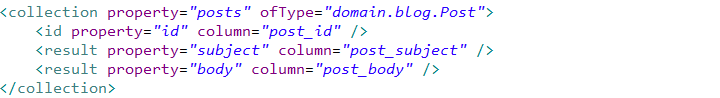 <collection property="posts" ofType="domain.blog.Post">
    <id property="id" column="post_id" />
    <result property="subject" column="post_subject" />
    <result property="body" column="post_body" />
</collection>